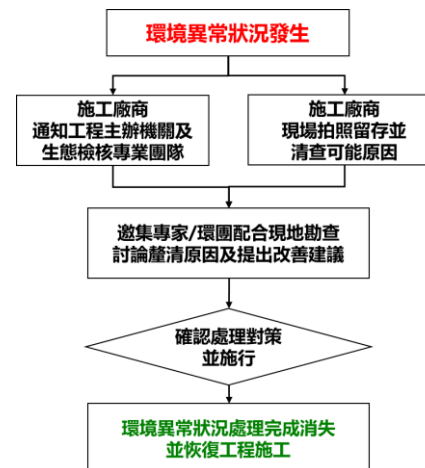 環境異常狀況發生
施工廠商
通知工程主辦機關及
生態檢核專業團隊
施工廠商
現場拍照留存並
清查可能原因
邀集專家/環團配合現地勘查
討論釐清原因及提出改善建議
確認處理對策
並施行
環境異常狀況處理完成消失
並恢復工程施工